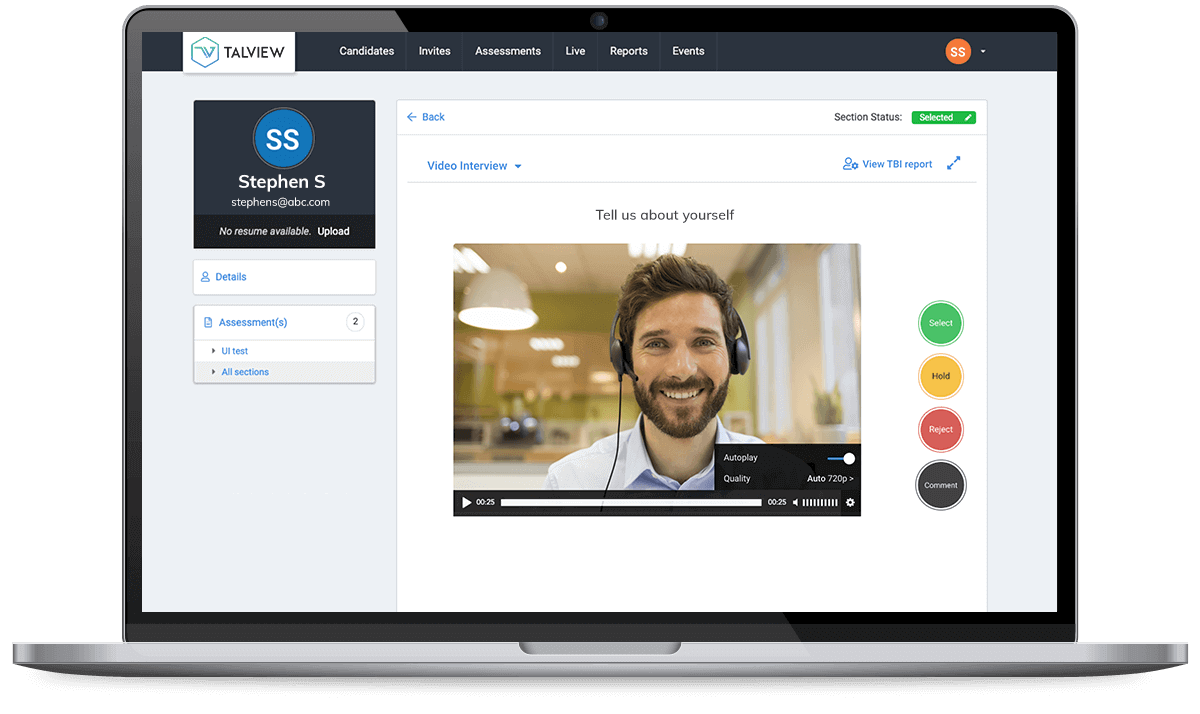 TALVIEW
Candidates Invites Assessments Live Reports Events
SS
SS
Stephen S
stephens@abc.com
No resume available. Upload
Details
Assessment(s) 2
UI test
All sections
Back
Section Status: Selected
Video Interview
View TBI report
Tell us about yourself
Autoplay
Quality Auto 720p >
00:25 00:25
Select
Hold
Reject
Comment